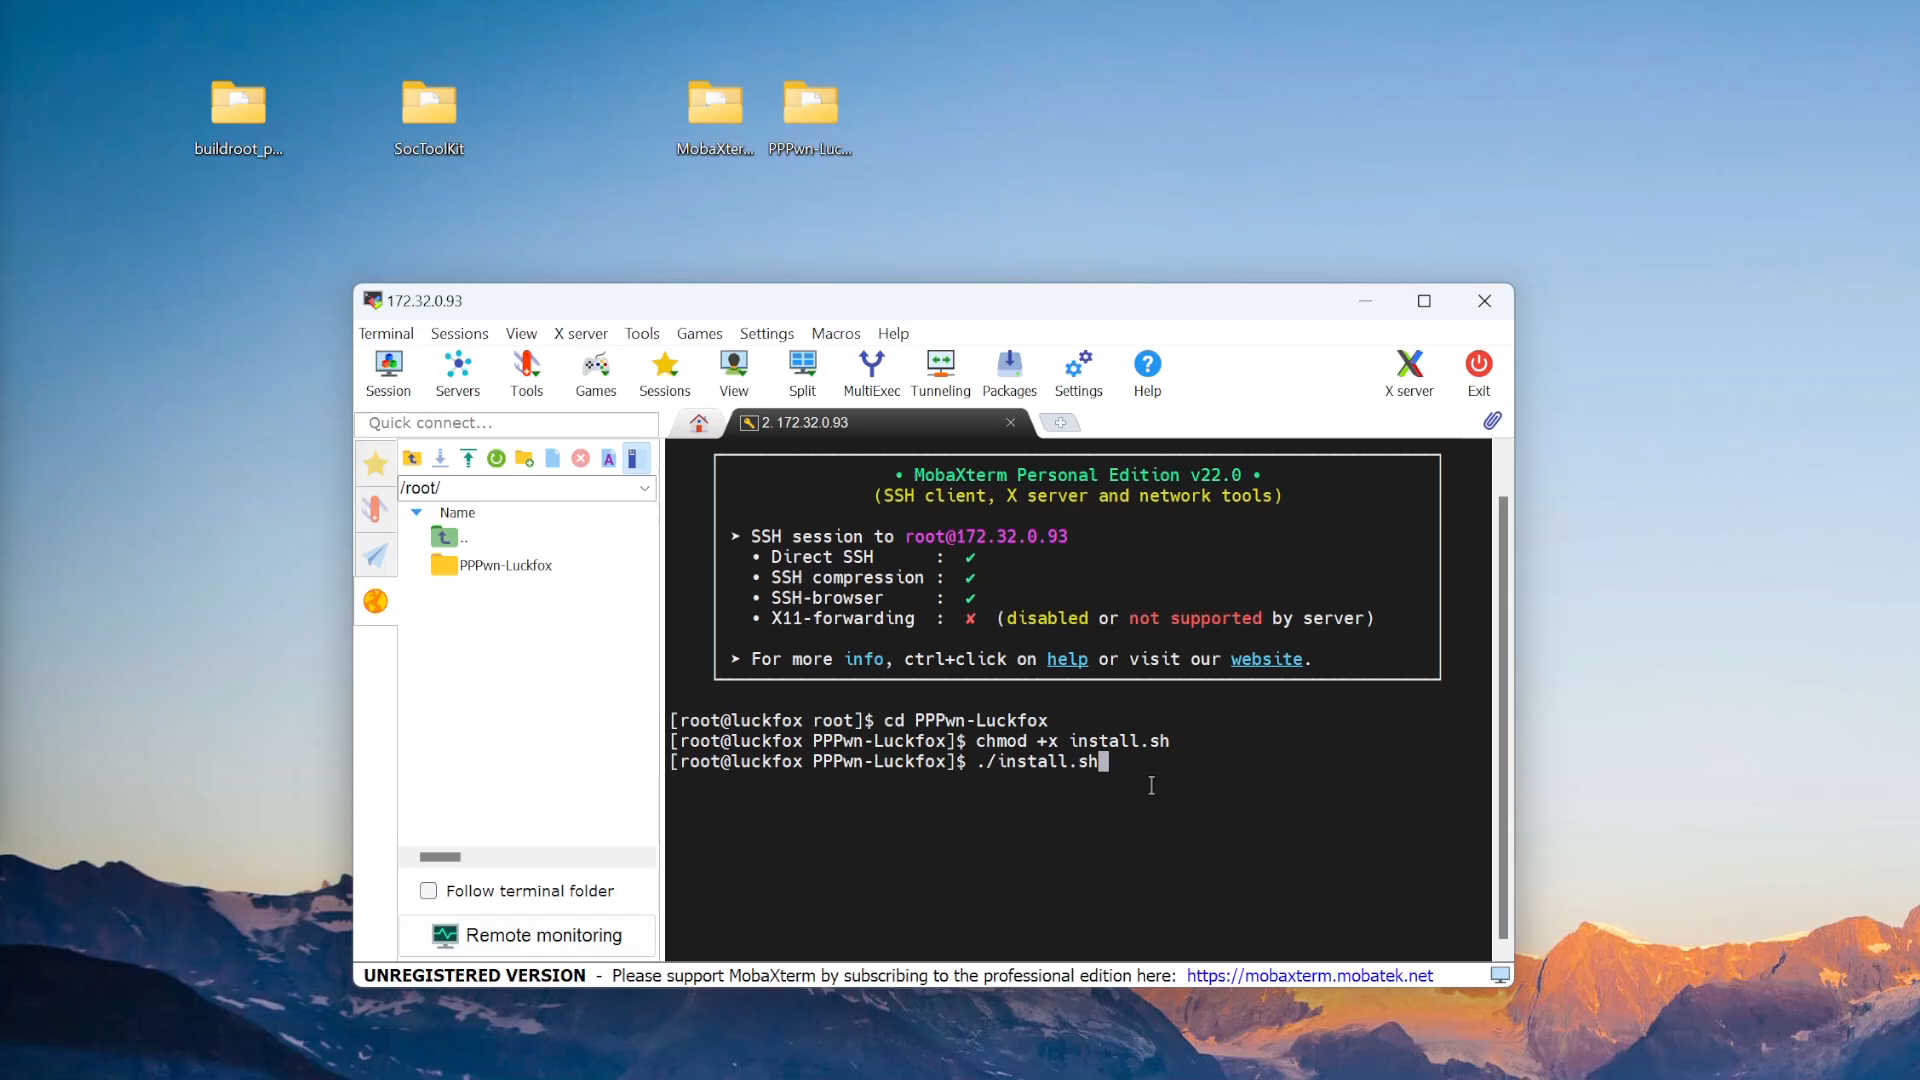 buildroot_p...
SocToolKit
MobaXter...
PPPwn-Luc...
172.32.0.93
Terminal Sessions View X server Tools Games Settings Macros Help
Session Servers Tools Games Sessions View Split MultiExec Tunneling Packages Settings Help X server Exit
Quick connect...
2. 172.32.0.93
/root/
Name
..
PPPwn-Luckfox
Follow terminal folder
Remote monitoring
• MobaXterm Personal Edition v22.0 •
(SSH client, X server and network tools)
➤ SSH session to root@172.32.0.93
• Direct SSH : ✔
• SSH compression : ✔
• SSH-browser : ✔
• X11-forwarding : ✘ (disabled or not supported by server)
➤ For more info, ctrl+click on help or visit our website.
[root@luckfox root]$ cd PPPwn-Luckfox
[root@luckfox PPPwn-Luckfox]$ chmod +x install.sh
[root@luckfox PPPwn-Luckfox]$ ./install.sh
UNREGISTERED VERSION - Please support MobaXterm by subscribing to the professional edition here: https://mobaxterm.mobatek.net